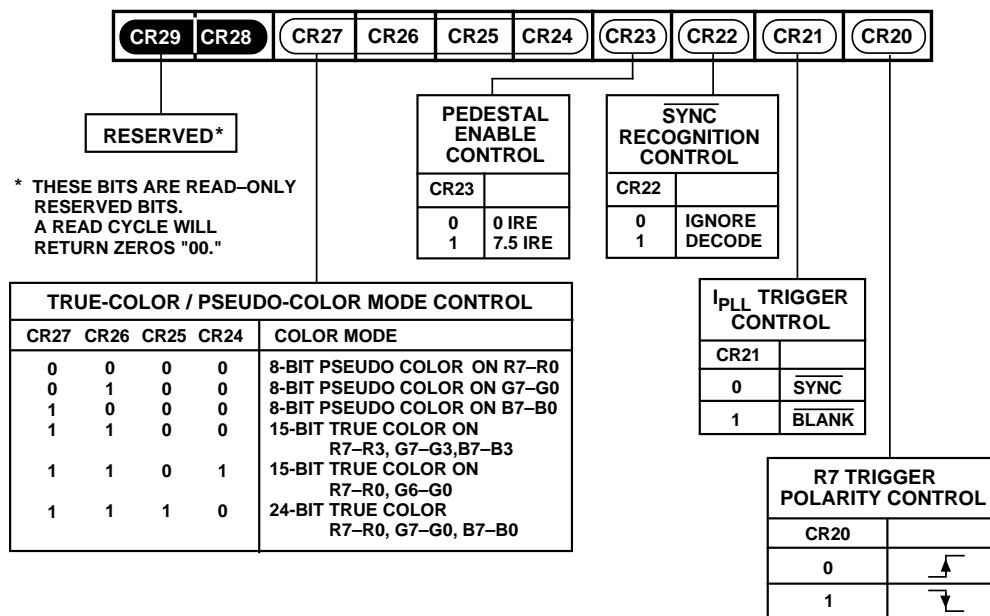 CR29 CR28 CR27 CR26 CR25 CR24 CR23 CR22 CR21 CR20
RESERVED*
* THESE BITS ARE READ–ONLY
RESERVED BITS.
A READ CYCLE WILL
RETURN ZEROS "00."
PEDESTAL
ENABLE
CONTROL
CR23
0 0 IRE
1 7.5 IRE
SYNC
RECOGNITION
CONTROL
CR22
0 IGNORE
1 DECODE
TRUE-COLOR / PSEUDO-COLOR MODE CONTROL
CR27 CR26 CR25 CR24 COLOR MODE
0 0 0 0 8-BIT PSEUDO COLOR ON R7–R0
0 1 0 0 8-BIT PSEUDO COLOR ON G7–G0
1 0 0 0 8-BIT PSEUDO COLOR ON B7–B0
1 1 0 0 15-BIT TRUE COLOR ON
R7–R3, G7–G3,B7–B3
1 1 0 1 15-BIT TRUE COLOR ON
R7–R0, G6–G0
1 1 1 0 24-BIT TRUE COLOR
R7–R0, G7–G0, B7–B0
IPLL TRIGGER
CONTROL
CR21
0 SYNC
1 BLANK
R7 TRIGGER
POLARITY CONTROL
CR20
0
1